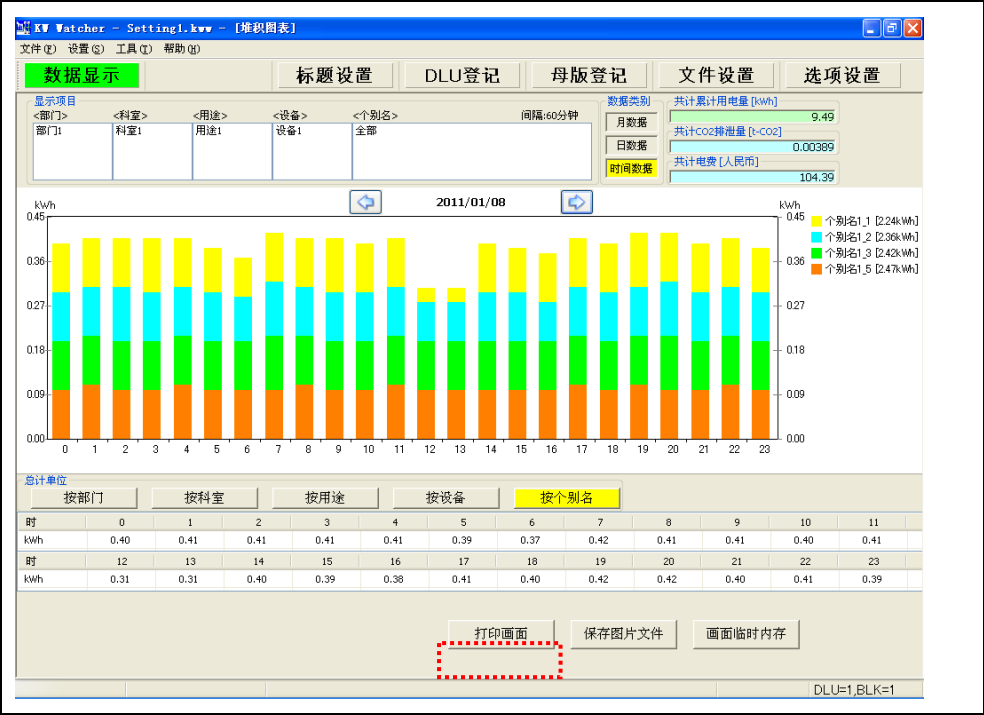 KW Watcher - Setting1.kww - [堆积图表]
文件(F) 设置(S) 工具(T) 帮助(H)
数据显示 标题设置 DLU登记 母版登记 文件设置 选项设置
显示项目
<部门> <科室> <用途> <设备> <个别名> 间隔:60分钟
部门1 科室1 用途1 设备1 全部
数据类别
月数据
日数据
时间数据
共计累计用电量 [kWh]
9.49
共计CO2排泄量 [t-CO2]
0.00389
共计电费 [人民币]
104.39
2011/01/08
kWh kWh
0.45 0.45
0.36 0.36
0.27 0.27
0.18 0.18
0.09 0.09
0.00 0.00
0 1 2 3 4 5 6 7 8 9 10 11 12 13 14 15 16 17 18 19 20 21 22 23
个别名1_1 [2.24kWh]
个别名1_2 [2.36kWh]
个别名1_3 [2.42kWh]
个别名1_5 [2.47kWh]
总计单位
按部门 按科室 按用途 按设备 按个别名
时 0 1 2 3 4 5 6 7 8 9 10 11
kWh 0.40 0.41 0.41 0.41 0.41 0.39 0.37 0.42 0.41 0.41 0.40 0.41
时 12 13 14 15 16 17 18 19 20 21 22 23
kWh 0.31 0.31 0.40 0.39 0.38 0.41 0.40 0.42 0.42 0.40 0.41 0.39
打印画面 保存图片文件 画面临时内存
DLU=1,BLK=1